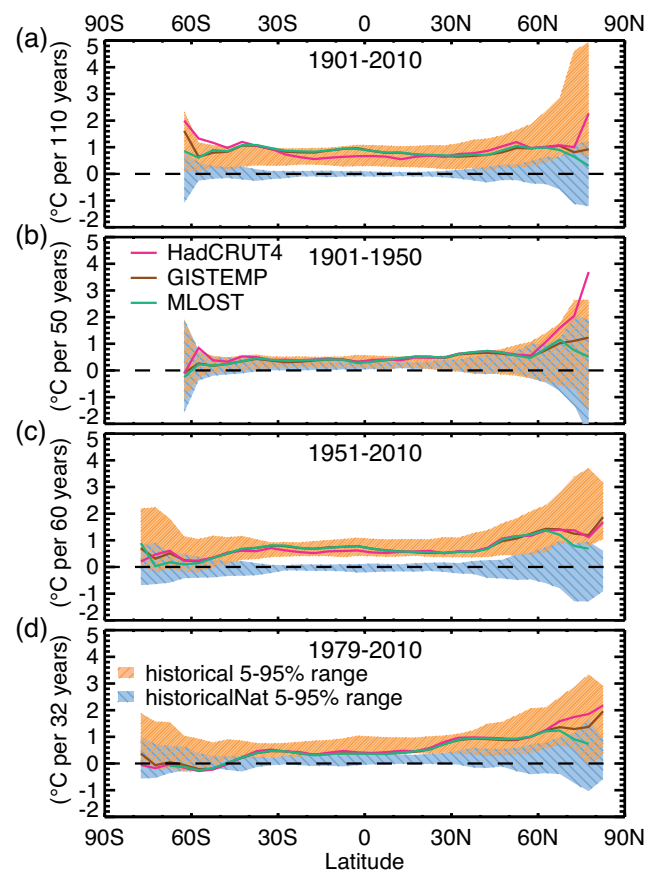 90S 60S 30S 0 30N 60N 90N
(a)
1901-2010
(°C per 110 years)
5
4
3
2
1
0
-1
-2
(b)
1901-1950
(°C per 50 years)
5
4
3
2
1
0
-1
-2
HadCRUT4
GISTEMP
MLOST
(c)
1951-2010
(°C per 60 years)
5
4
3
2
1
0
-1
-2
(d)
1979-2010
(°C per 32 years)
5
4
3
2
1
0
-1
-2
historical 5-95% range
historicalNat 5-95% range
90S 60S 30S 0 30N 60N 90N
Latitude